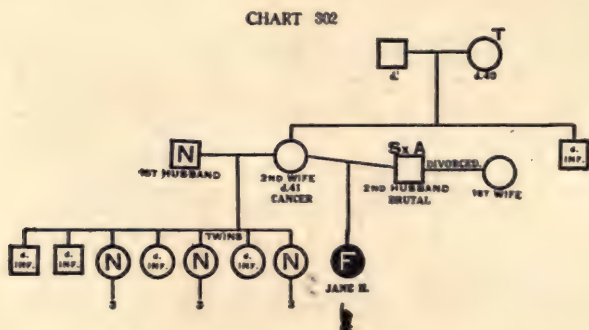 CHART 302
T
d. d.40
N Sx A DIVORCED. d. INF.
1ST HUSBAND 2ND WIFE 2ND HUSBAND 1ST WIFE
d.41 BRUTAL
CANCER
TWINS
d. INF. d. INF. N d. INF. N d. INF. N F
3 3 3 JANE H.